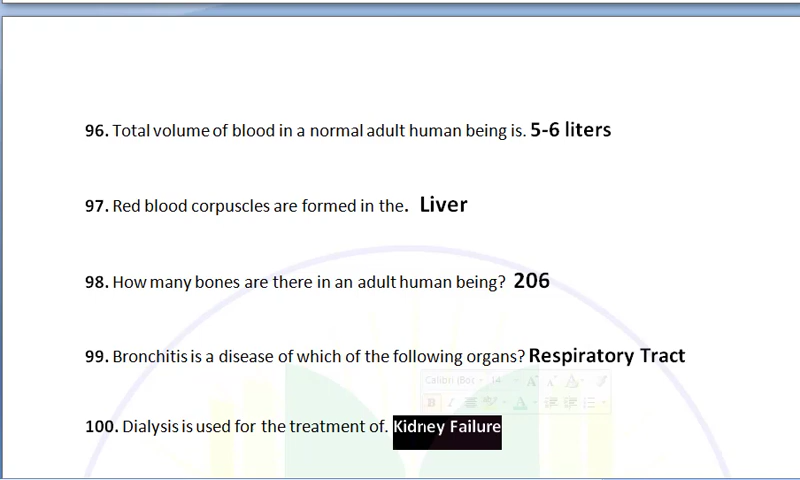 96. Total volume of blood in a normal adult human being is. 5-6 liters
97. Red blood corpuscles are formed in the. Liver
98. How many bones are there in an adult human being? 206
99. Bronchitis is a disease of which of the following organs? Respiratory Tract
Calibri (Bo 14 A A A
B I A
100. Dialysis is used for the treatment of. Kidney Failure